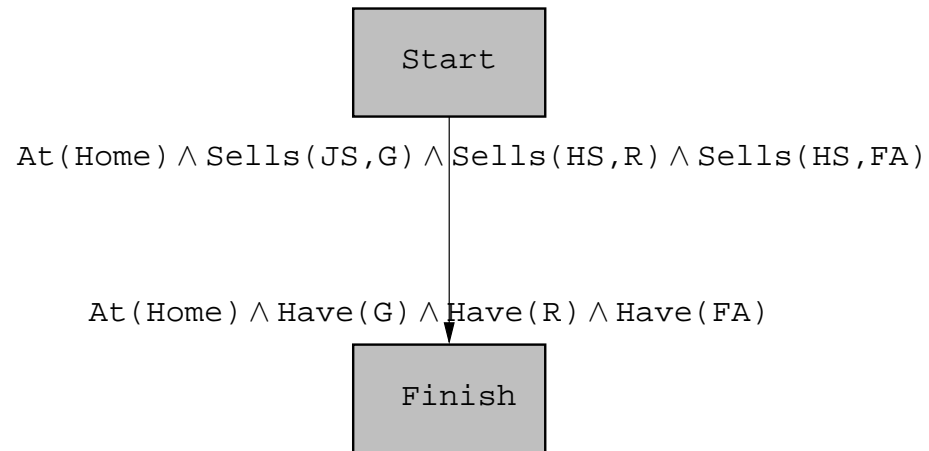 Start
At(Home) ∧ Sells(JS,G) ∧ Sells(HS,R) ∧ Sells(HS,FA)
At(Home) ∧ Have(G) ∧ Have(R) ∧ Have(FA)
Finish